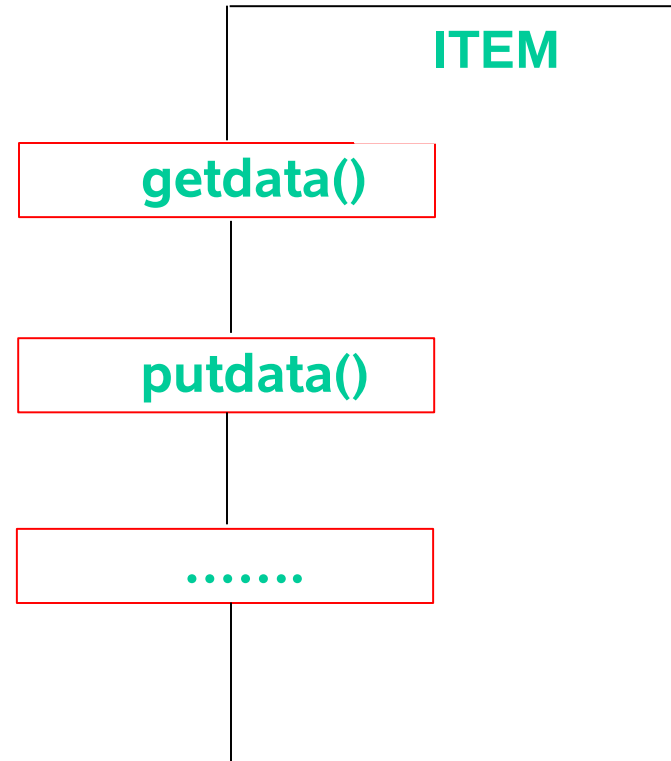 ITEM
getdata()
putdata()
.......